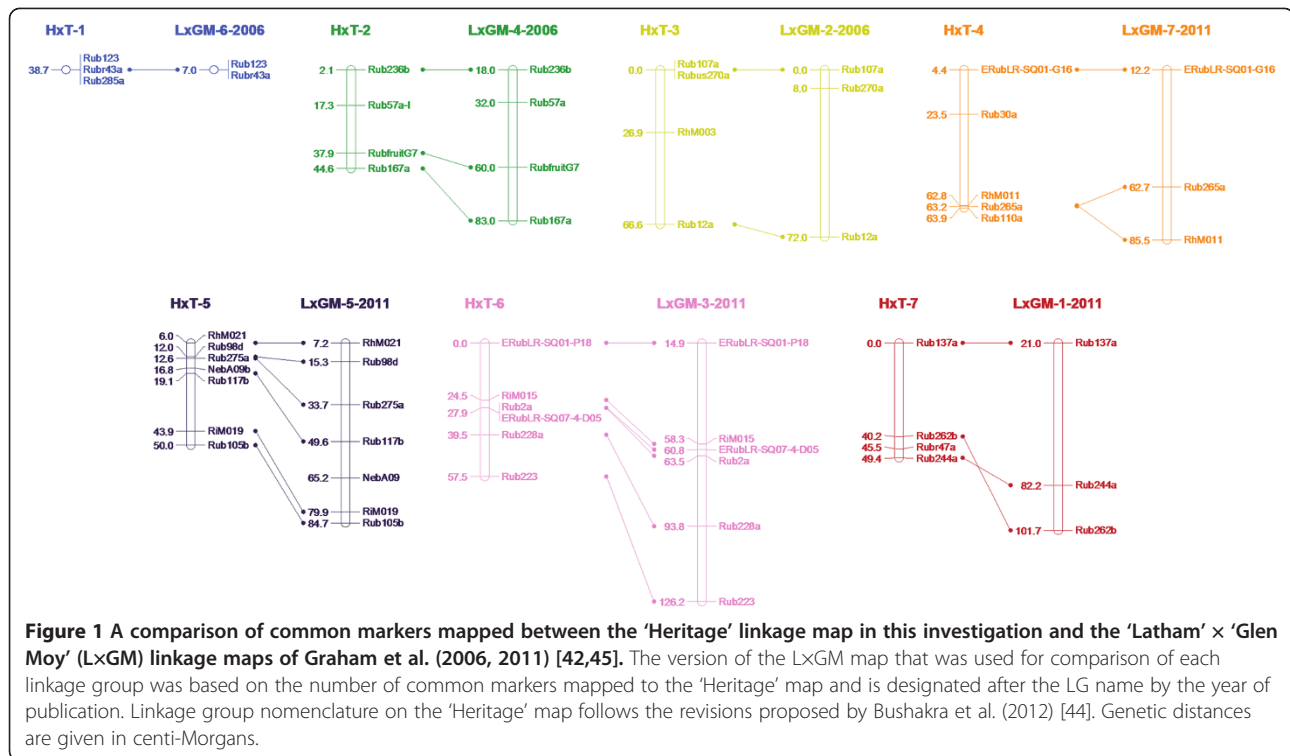 HxT-1 LxGM-6-2006 HxT-2 LxGM-4-2006 HxT-3 LxGM-2-2006 HxT-4 LxGM-7-2011
38.7 Rub123
Rubr43a
Rub285a
7.0 Rub123
Rubr43a
2.1 Rub236b
17.3 Rub57a-I
37.9 RubfruitG7
44.6 Rub167a
18.0 Rub236b
32.0 Rub57a
60.0 RubfruitG7
83.0 Rub167a
0.0 Rub107a
Rubus270a
26.9 RhM003
66.6 Rub12a
0.0 Rub107a
8.0 Rub270a
72.0 Rub12a
4.4 ERubLR-SQ01-G16
23.5 Rub30a
62.8 RhM011
63.2 Rub265a
63.9 Rub110a
12.2 ERubLR-SQ01-G16
62.7 Rub265a
85.5 RhM011
HxT-5 LxGM-5-2011 HxT-6 LxGM-3-2011 HxT-7 LxGM-1-2011
6.0 RhM021
12.0 Rub98d
12.6 Rub275a
16.8 NebA09b
19.1 Rub117b
43.9 RiM019
50.0 Rub105b
7.2 RhM021
15.3 Rub98d
33.7 Rub275a
49.6 Rub117b
65.2 NebA09
79.9 RiM019
84.7 Rub105b
0.0 ERubLR-SQ01-P18
24.5 RiM015
27.9 Rub2a
ERubLR-SQ07-4-D05
39.5 Rub228a
57.5 Rub223
14.9 ERubLR-SQ01-P18
58.3 RiM015
60.8 ERubLR-SQ07-4-D05
63.5 Rub2a
93.8 Rub228a
126.2 Rub223
0.0 Rub137a
40.2 Rub262b
45.5 Rubr47a
49.4 Rub244a
21.0 Rub137a
82.2 Rub244a
101.7 Rub262b
Figure 1 A comparison of common markers mapped between the ‘Heritage’ linkage map in this investigation and the ‘Latham’ × ‘Glen
Moy’ (L×GM) linkage maps of Graham et al. (2006, 2011) [42,45]. The version of the L×GM map that was used for comparison of each
linkage group was based on the number of common markers mapped to the ‘Heritage’ map and is designated after the LG name by the year of
publication. Linkage group nomenclature on the ‘Heritage’ map follows the revisions proposed by Bushakra et al. (2012) [44]. Genetic distances
are given in centi-Morgans.